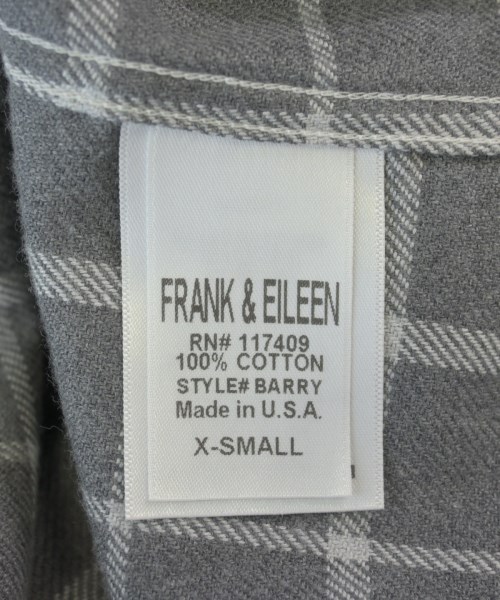 FRANK & EILEEN
RN# 117409
100% COTTON
STYLE# BARRY
Made in U.S.A.
X-SMALL